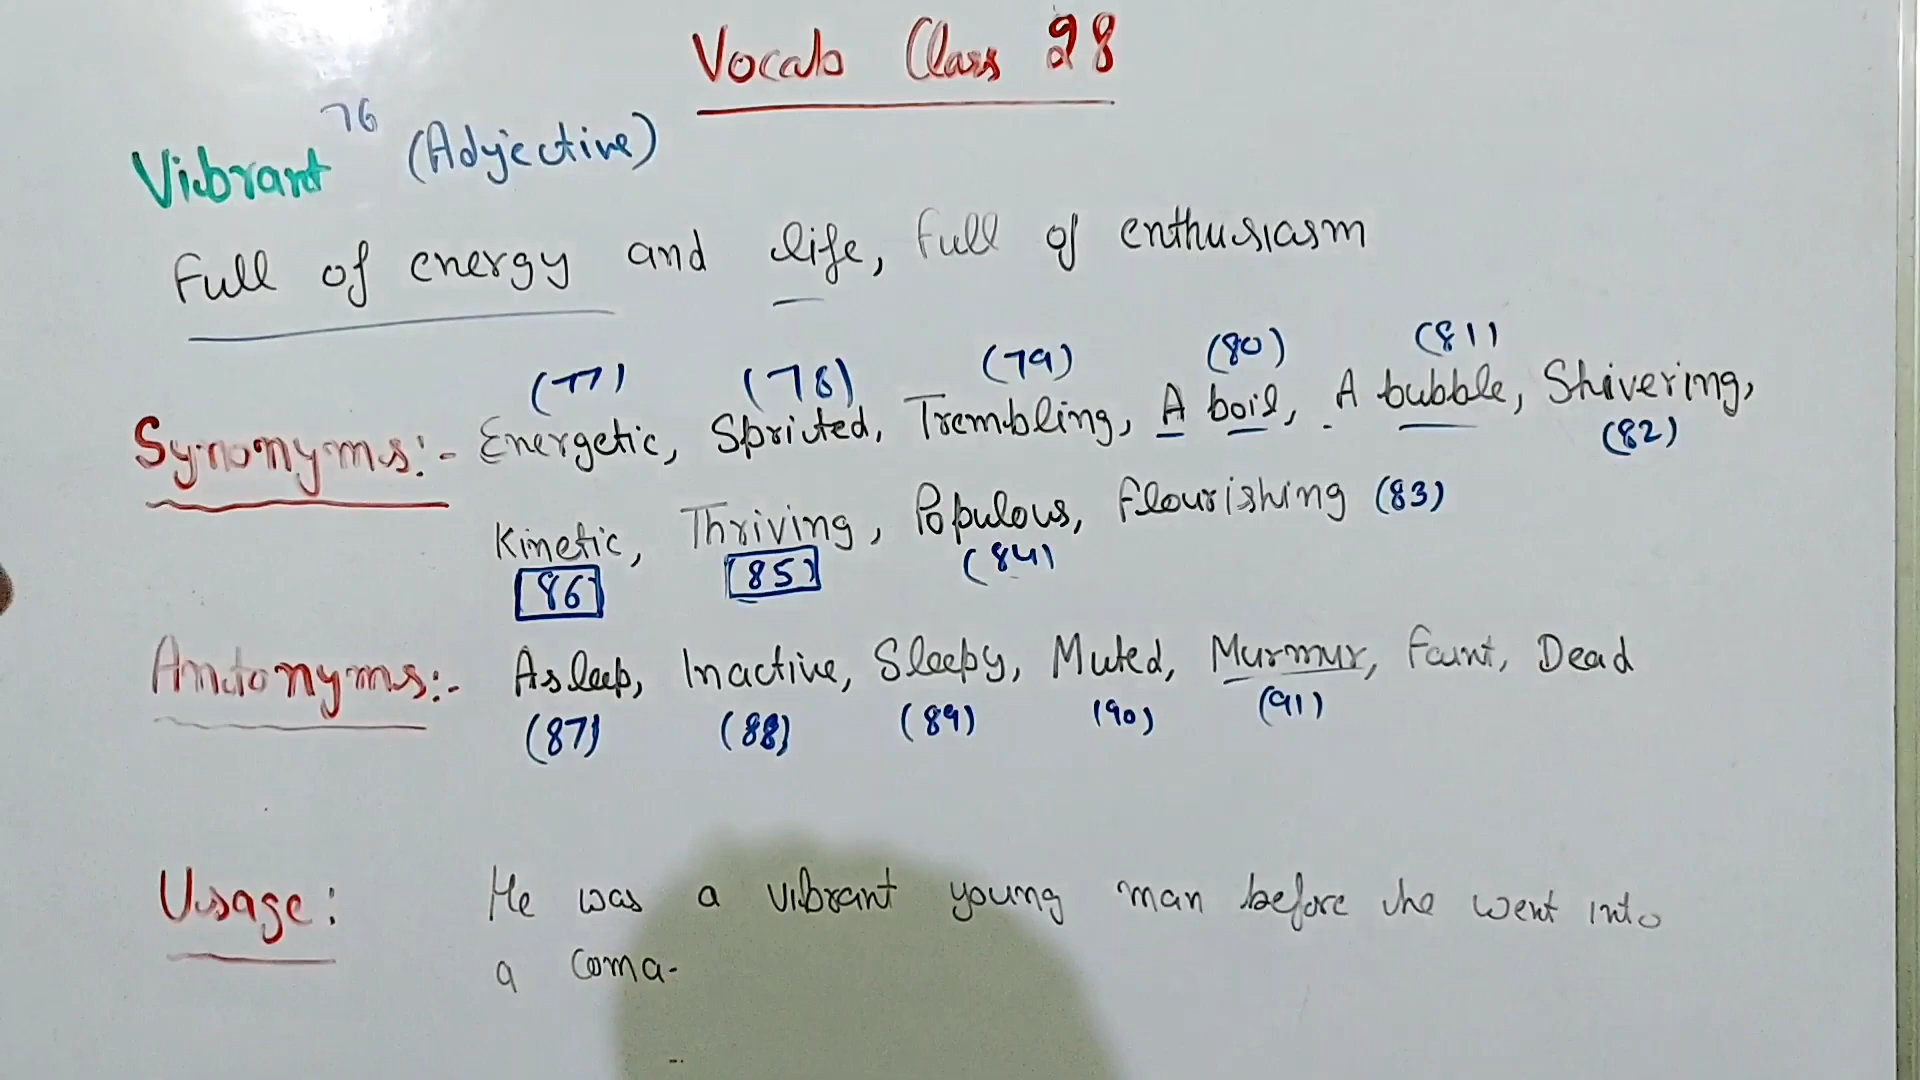 Vocab Class 28
76
Vibrant (Adjective)
Full of energy and life, full of enthusiasm
(77) (78) (79) (80) (81)
Synonyms:- Energetic, Sprited, Trembling, A boil, A bubble, Shivering,
(82)
Kinetic, Thriving, Populous, flourishing (83)
86 (85) (84)
Antonyms:- Asleep, Inactive, Sleepy, Muted, Murmur, Faint, Dead
(87) (88) (89) (90) (91)
Usage: He was a vibrant young man before he went into
a coma.